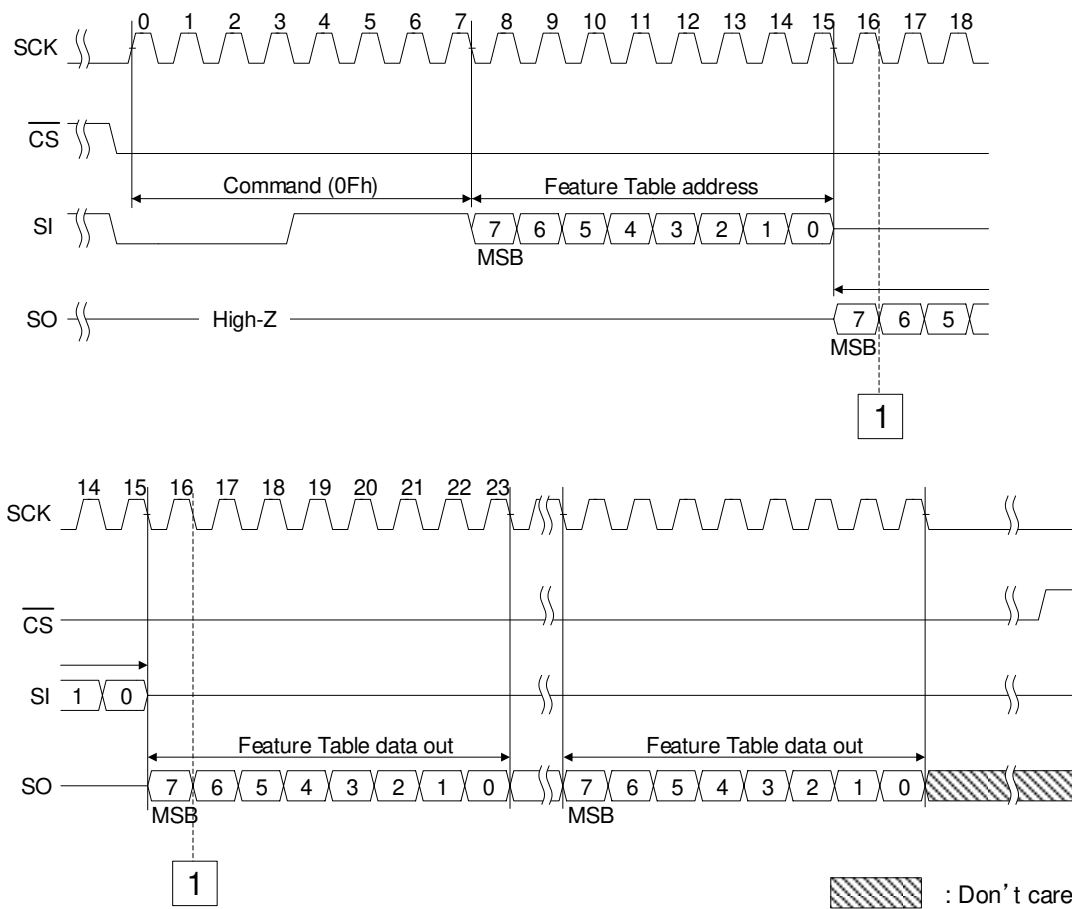 0 1 2 3 4 5 6 7 8 9 10 11 12 13 14 15 16 17 18
SCK
CS
Command (0Fh) Feature Table address
SI 7 6 5 4 3 2 1 0
MSB
SO High-Z 7 6 5
MSB
1
14 15 16 17 18 19 20 21 22 23
SCK
CS
SI 1 0
Feature Table data out Feature Table data out
SO 7 6 5 4 3 2 1 0 7 6 5 4 3 2 1 0
MSB MSB
1
: Don't care